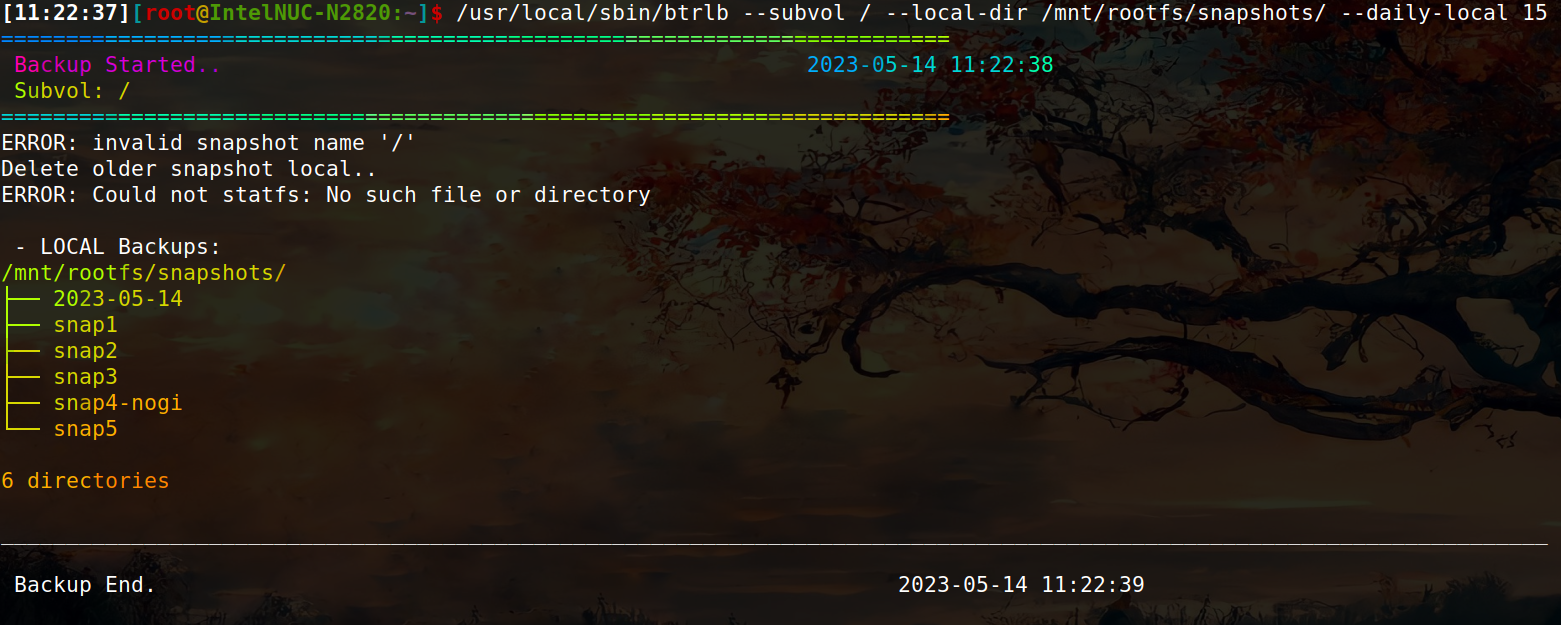 [11:22:37][root@IntelNUC-N2820:~]$ /usr/local/sbin/btrlb --subvol / --local-dir /mnt/rootfs/snapshots/ --daily-local 15
=========================================================================
Backup Started.. 2023-05-14 11:22:38
Subvol: /
=========================================================================
ERROR: invalid snapshot name '/'
Delete older snapshot local..
ERROR: Could not statfs: No such file or directory
- LOCAL Backups:
/mnt/rootfs/snapshots/
├── 2023-05-14
├── snap1
├── snap2
├── snap3
├── snap4-nogi
└── snap5
6 directories
Backup End. 2023-05-14 11:22:39